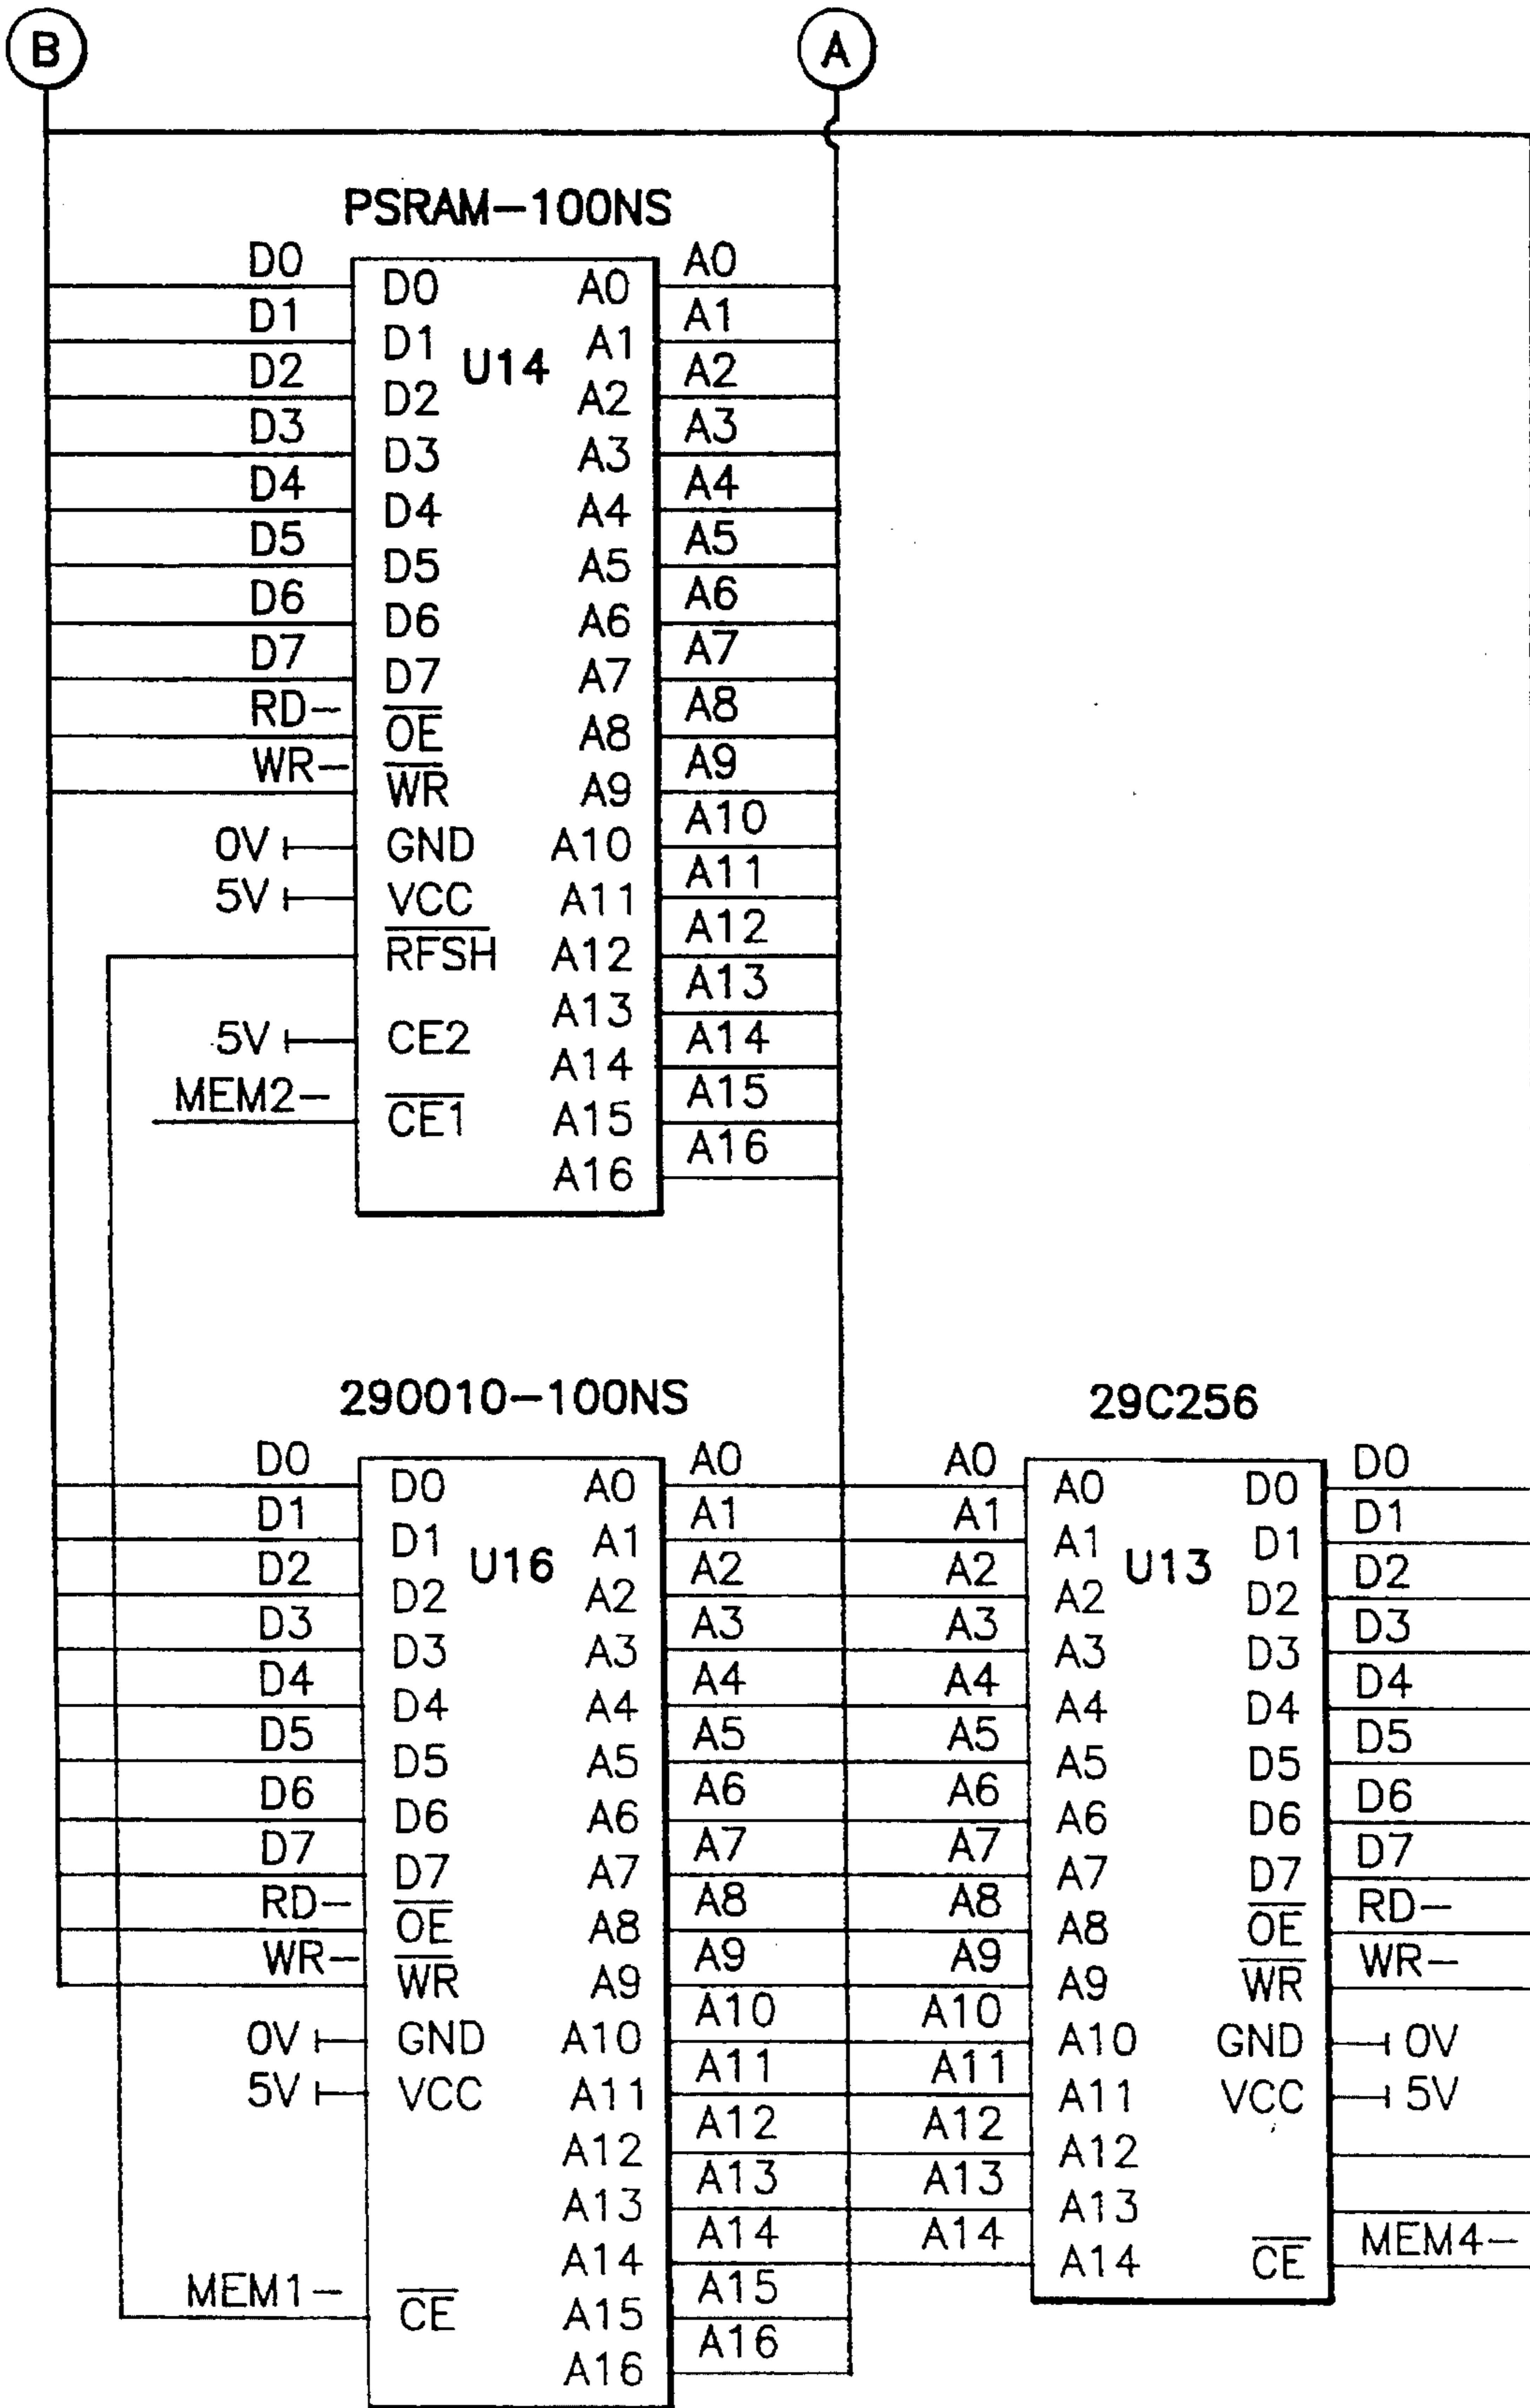 B
A
PSRAM-100NS
U14
D0 D0 A0 A0
D1 D1 A1 A1
D2 D2 A2 A2
D3 D3 A3 A3
D4 D4 A4 A4
D5 D5 A5 A5
D6 D6 A6 A6
D7 D7 A7 A7
RD- OE A8 A8
WR- WR A9 A9
0V GND A10 A10
5V VCC A11 A11
RFSH A12 A12
A13 A13
5V CE2
A14 A14
MEM2- CE1 A15 A15
A16 A16
290010-100NS
29C256
U16
U13
D0 D0 A0 A0 A0 A0 D0 D0
D1 D1 A1 A1 A1 A1 D1 D1
D2 D2 A2 A2 A2 A2 D2 D2
D3 D3 A3 A3 A3 A3 D3 D3
D4 D4 A4 A4 A4 A4 D4 D4
D5 D5 A5 A5 A5 A5 D5 D5
D6 D6 A6 A6 A6 A6 D6 D6
D7 D7 A7 A7 A7 A7 D7 D7
RD- OE A8 A8 A8 A8 OE RD-
WR- WR A9 A9 A9 A9 WR WR-
0V GND A10 A10 A10 A10 GND 0V
5V VCC A11 A11 A11 A11 VCC 5V
A12 A12 A12 A12
A13 A13 A13 A13
A14 A14 A14 A14 CE MEM4-
MEM1- CE A15 A15
A16 A16